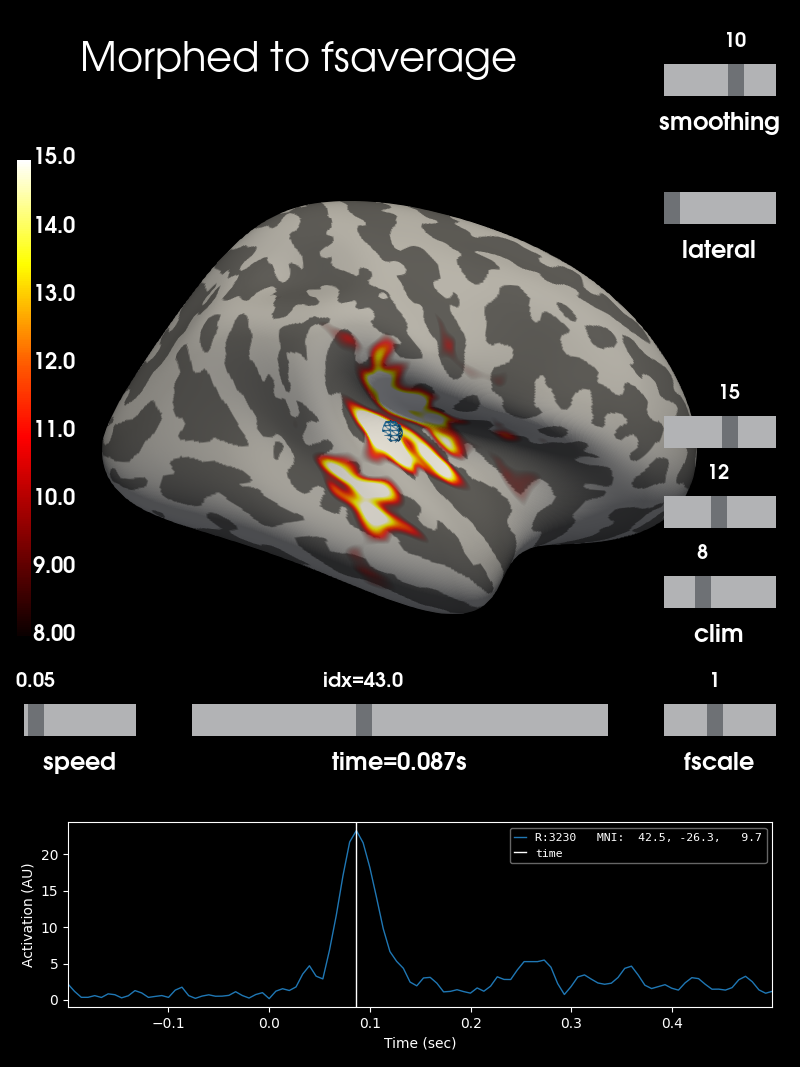 Morphed to fsaverage
10
smoothing
lateral
15.0
14.0
13.0
12.0
11.0
10.0
9.00
8.00
15
12
8
clim
0.05
speed
idx=43.0
time=0.087s
1
fscale
R:3230 MNI: 42.5, -26.3, 9.7
time
Activation (AU)
20
15
10
5
0
−0.1 0.0 0.1 0.2 0.3 0.4
Time (sec)